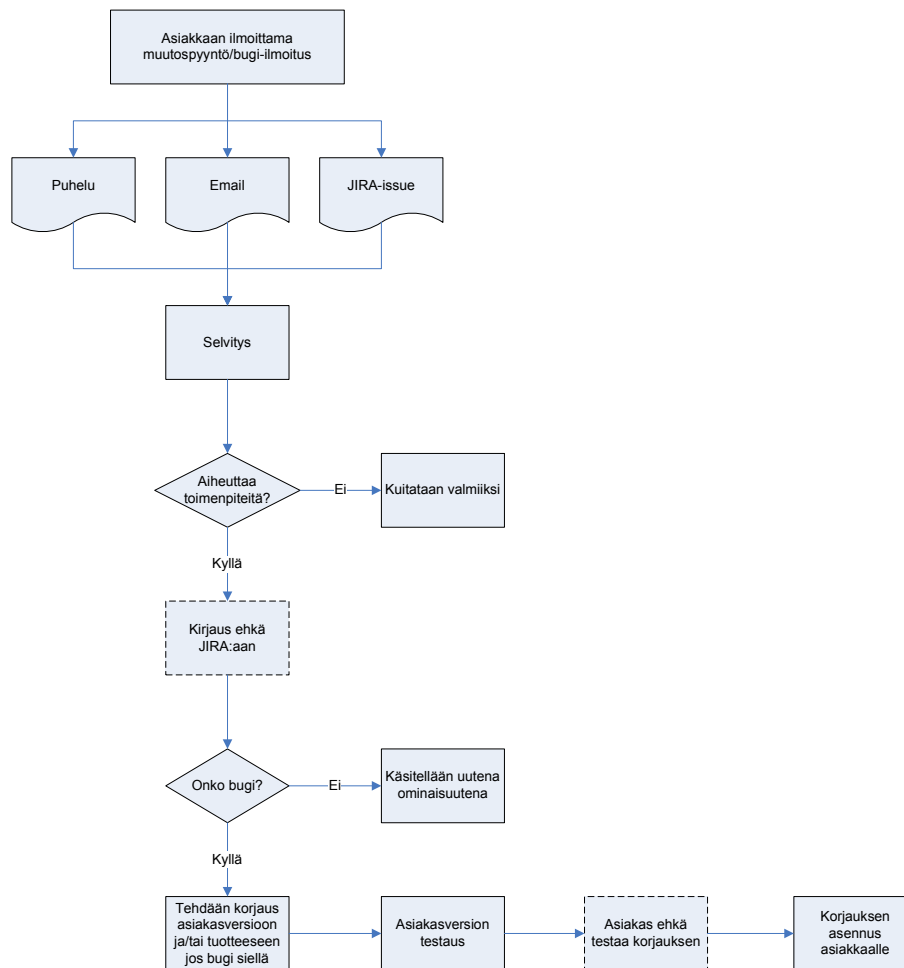 Asiakkaan ilmoittama
muutospyyntö/bugi-ilmoitus
Puhelu
Email
JIRA-issue
Selvitys
Aiheuttaa
toimenpiteitä?
Ei
Kuitataan valmiiksi
Kyllä
Kirjaus ehkä
JIRA:aan
Onko bugi?
Ei
Käsitellään uutena
ominaisuutena
Kyllä
Tehdään korjaus
asiakasversioon
ja/tai tuotteeseen
jos bugi siellä
Asiakasversion
testaus
Asiakas ehkä
testaa korjauksen
Korjauksen
asennus
asiakkaalle